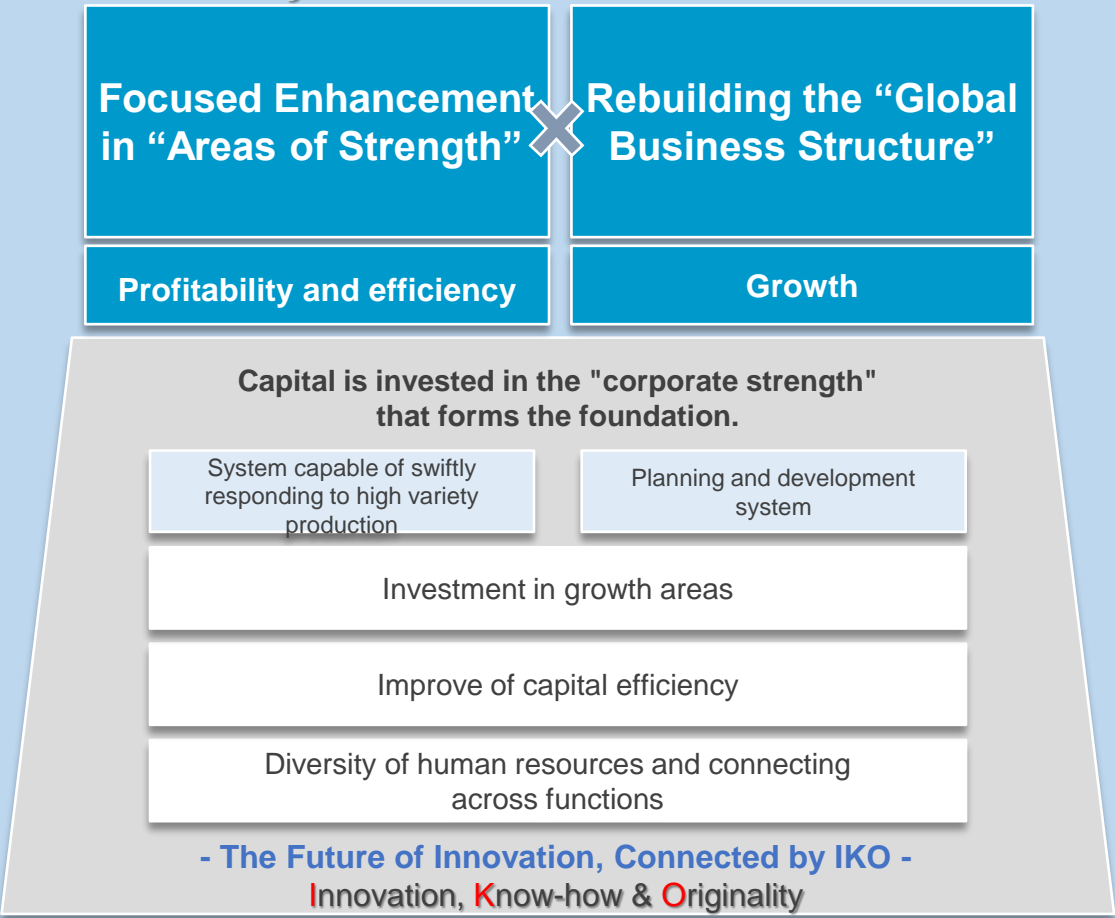 Focused Enhancement
in “Areas of Strength”
Rebuilding the “Global
Business Structure”
Profitability and efficiency
Growth
Capital is invested in the "corporate strength"
that forms the foundation.
System capable of swiftly
responding to high variety
production
Planning and development
system
Investment in growth areas
Improve of capital efficiency
Diversity of human resources and connecting
across functions
- The Future of Innovation, Connected by IKO -
Innovation, Know-how & Originality